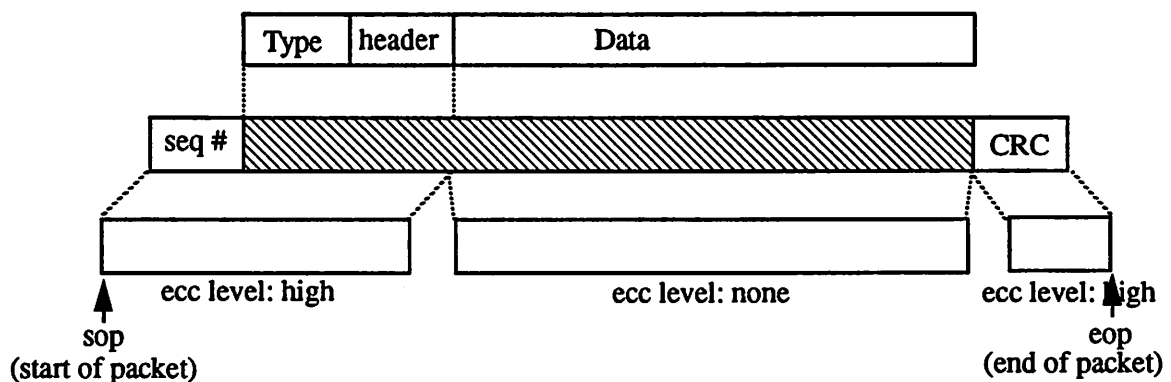 Type header Data
seq # CRC
ecc level: high ecc level: none ecc level: high
sop eop
(start of packet) (end of packet)